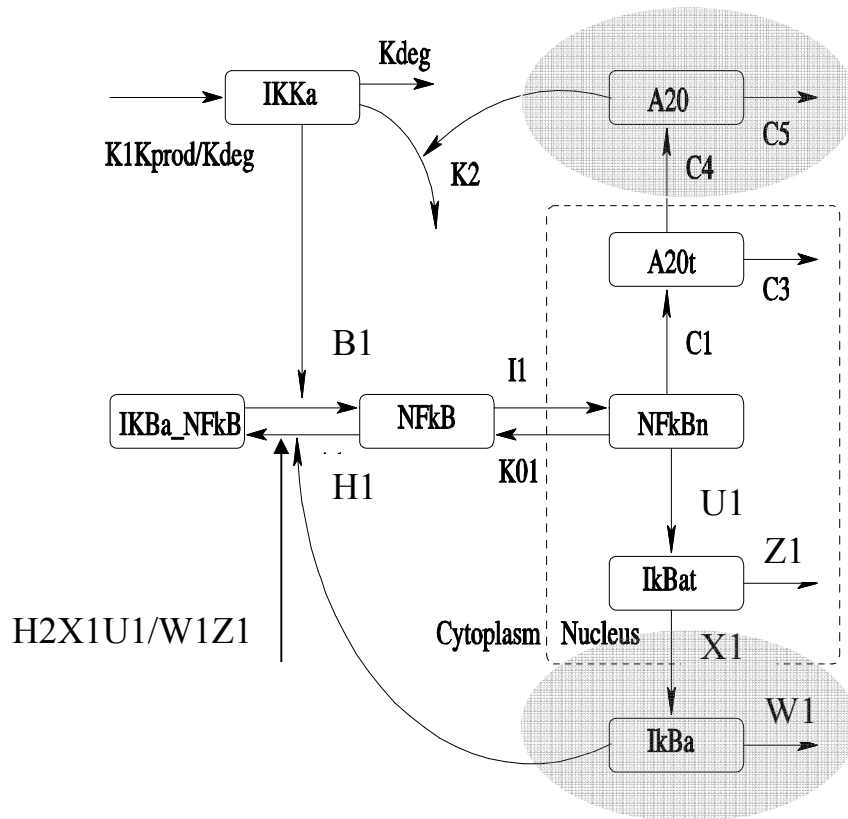 Kdeg
IKKa
A20
K1Kprod/Kdeg
K2
C4
C5
A20t
C3
B1
I1
C1
IKBa_NFkB
NFkB
NFkBn
H1
K01
U1
Z1
IkBat
H2X1U1/W1Z1
Cytoplasm
Nucleus
X1
W1
IkBa